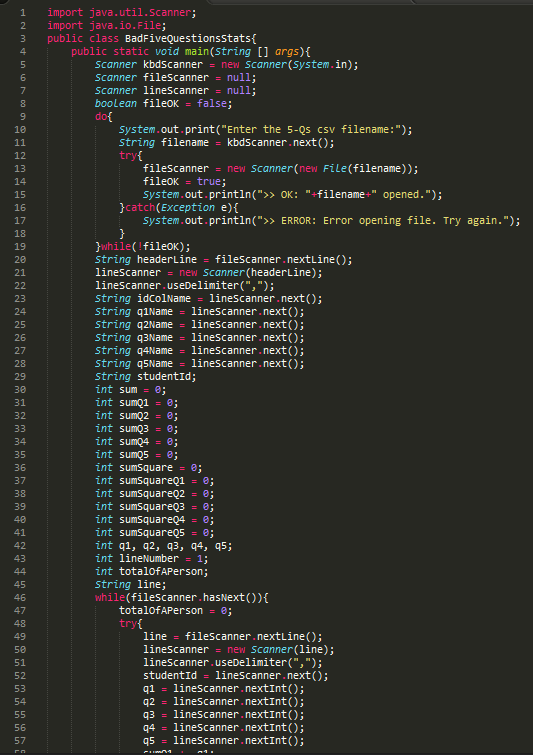 1 import java.util.Scanner;
2 import java.io.File;
3 public class BadFiveQuestionsStats{
4 public static void main(String [] args){
5 Scanner kbdScanner = new Scanner(System.in);
6 Scanner fileScanner = null;
7 Scanner lineScanner = null;
8 boolean fileOK = false;
9 do{
10 System.out.print("Enter the 5-Qs csv filename:");
11 String filename = kbdScanner.next();
12 try{
13 fileScanner = new Scanner(new File(filename));
14 fileOK = true;
15 System.out.println(">> OK: "+filename+" opened.");
16 }catch(Exception e){
17 System.out.println(">> ERROR: Error opening file. Try again.");
18 }
19 }while(!fileOK);
20 String headerLine = fileScanner.nextLine();
21 lineScanner = new Scanner(headerLine);
22 lineScanner.useDelimiter(",");
23 String idColName = lineScanner.next();
24 String q1Name = lineScanner.next();
25 String q2Name = lineScanner.next();
26 String q3Name = lineScanner.next();
27 String q4Name = lineScanner.next();
28 String q5Name = lineScanner.next();
29 String studentId;
30 int sum = 0;
31 int sumQ1 = 0;
32 int sumQ2 = 0;
33 int sumQ3 = 0;
34 int sumQ4 = 0;
35 int sumQ5 = 0;
36 int sumSquare = 0;
37 int sumSquareQ1 = 0;
38 int sumSquareQ2 = 0;
39 int sumSquareQ3 = 0;
40 int sumSquareQ4 = 0;
41 int sumSquareQ5 = 0;
42 int q1, q2, q3, q4, q5;
43 int lineNumber = 1;
44 int totalOfAPerson;
45 String line;
46 while(fileScanner.hasNext()){
47 totalOfAPerson = 0;
48 try{
49 line = fileScanner.nextLine();
50 lineScanner = new Scanner(line);
51 lineScanner.useDelimiter(",");
52 studentId = lineScanner.next();
53 q1 = lineScanner.nextInt();
54 q2 = lineScanner.nextInt();
55 q3 = lineScanner.nextInt();
56 q4 = lineScanner.nextInt();
57 q5 = lineScanner.nextInt();